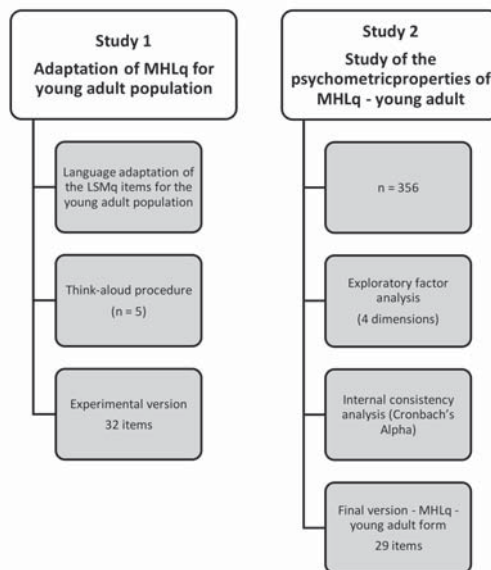 Study 1
Adaptation of MHLq for
young adult population
Language adaptation of
the LSMq items for the
young adult population
Think-aloud procedure
(n = 5)
Experimental version
32 items
Study 2
Study of the
psychometricproperties of
MHLq - young adult
n = 356
Exploratory factor
analysis
(4 dimensions)
Internal consistency
analysis (Cronbach's
Alpha)
Final version - MHLq -
young adult form
29 items